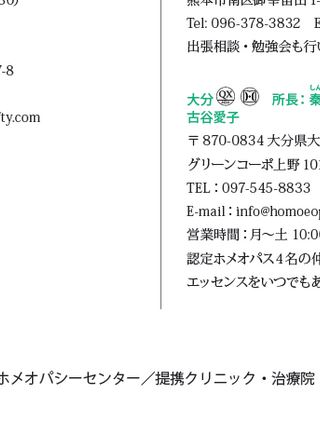 30)
7-8
fty.com
熊本市南区御幸笛田 1-
Tel: 096-378-3832 E
出張相談・勉強会も行い
大分 所長：秦
古谷愛子
〒870-0834 大分県大
グリーンコーポ上野 10
TEL：097-545-8833
E-mail：info@homoeop
営業時間：月〜土 10:00
認定ホメオパス4名の仲
エッセンスをいつでもあ
ホメオパシーセンター／提携クリニック・治療院